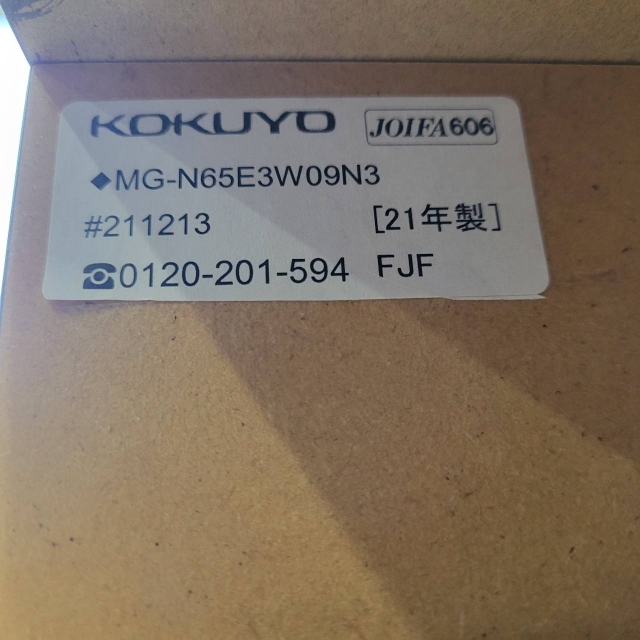 KOKUYO JOIFA606
◆MG-N65E3W09N3
#211213 [21年製]
☎0120-201-594 FJF